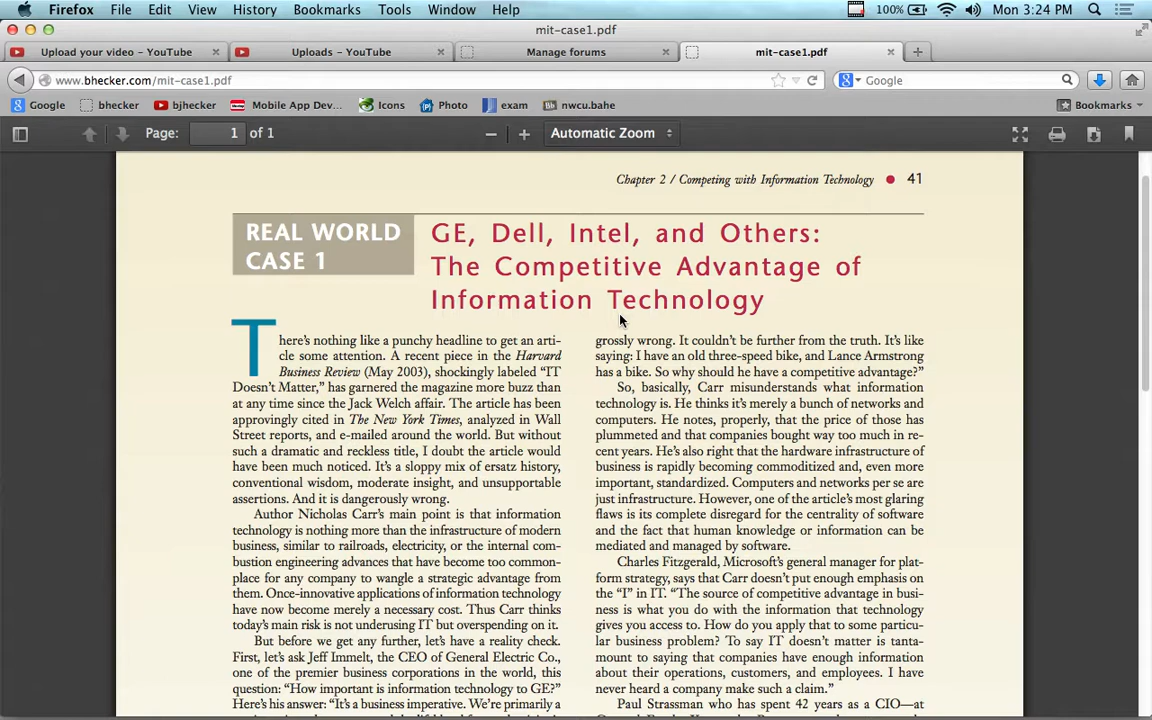 Firefox File Edit View History Bookmarks Tools Window Help 100% Mon 3:24 PM
mit-case1.pdf
Upload your video – YouTube × Uploads – YouTube × Manage forums × mit-case1.pdf × +
www.bhecker.com/mit-case1.pdf Google
Google bhecker bjhecker Mobile App Dev... Icons Photo exam nwcu.bahe Bookmarks
Page: 1 of 1 Automatic Zoom
Chapter 2 / Competing with Information Technology ● 41
REAL WORLD
CASE 1
GE, Dell, Intel, and Others:
The Competitive Advantage of
Information Technology
There's nothing like a punchy headline to get an arti-
cle some attention. A recent piece in the Harvard
Business Review (May 2003), shockingly labeled "IT
Doesn't Matter," has garnered the magazine more buzz than
at any time since the Jack Welch affair. The article has been
approvingly cited in The New York Times, analyzed in Wall
Street reports, and e-mailed around the world. But without
such a dramatic and reckless title, I doubt the article would
have been much noticed. It's a sloppy mix of ersatz history,
conventional wisdom, moderate insight, and unsupportable
assertions. And it is dangerously wrong.
Author Nicholas Carr's main point is that information
technology is nothing more than the infrastructure of modern
business, similar to railroads, electricity, or the internal com-
bustion engineering advances that have become too common-
place for any company to wangle a strategic advantage from
them. Once-innovative applications of information technology
have now become merely a necessary cost. Thus Carr thinks
today's main risk is not underusing IT but overspending on it.
But before we get any further, let's have a reality check.
First, let's ask Jeff Immelt, the CEO of General Electric Co.,
one of the premier business corporations in the world, this
question: "How important is information technology to GE?"
Here's his answer: "It's a business imperative. We're primarily a
grossly wrong. It couldn't be further from the truth. It's like
saying: I have an old three-speed bike, and Lance Armstrong
has a bike. So why should he have a competitive advantage?"
So, basically, Carr misunderstands what information
technology is. He thinks it's merely a bunch of networks and
computers. He notes, properly, that the price of those has
plummeted and that companies bought way too much in re-
cent years. He's also right that the hardware infrastructure of
business is rapidly becoming commoditized and, even more
important, standardized. Computers and networks per se are
just infrastructure. However, one of the article's most glaring
flaws is its complete disregard for the centrality of software
and the fact that human knowledge or information can be
mediated and managed by software.
Charles Fitzgerald, Microsoft's general manager for plat-
form strategy, says that Carr doesn't put enough emphasis on
the "I" in IT. "The source of competitive advantage in busi-
ness is what you do with the information that technology
gives you access to. How do you apply that to some particu-
lar business problem? To say IT doesn't matter is tanta-
mount to saying that companies have enough information
about their operations, customers, and employees. I have
never heard a company make such a claim."
Paul Strassman who has spent 42 years as a CIO—at